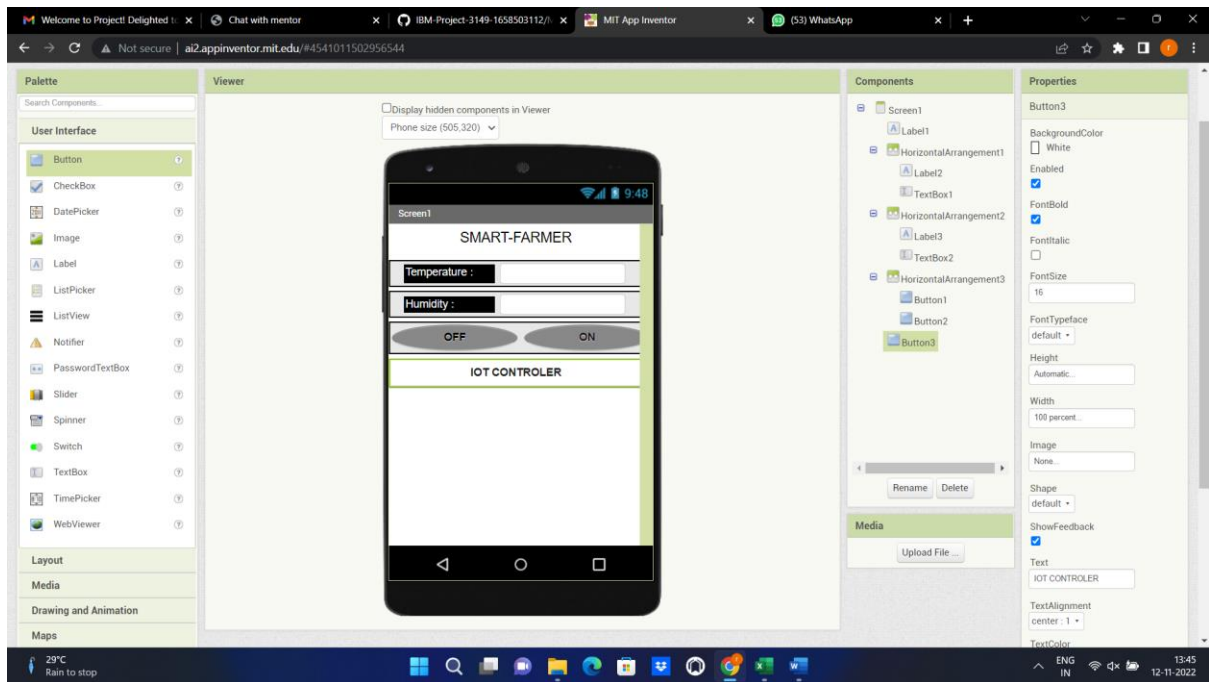 Welcome to Project! Delighted to
Chat with mentor
IBM-Project-3149-1658503112/
MIT App Inventor
(53) WhatsApp
Not secure | ai2.appinventor.mit.edu/#4541011502956544
Palette
Search Components...
User Interface
Button
CheckBox
DatePicker
Image
Label
ListPicker
ListView
Notifier
PasswordTextBox
Slider
Spinner
Switch
TextBox
TimePicker
WebViewer
Layout
Media
Drawing and Animation
Maps
Viewer
Display hidden components in Viewer
Phone size (505,320)
9:48
Screen1
SMART-FARMER
Temperature :
Humidity :
OFF ON
IOT CONTROLER
Components
Screen1
Label1
HorizontalArrangement1
Label2
TextBox1
HorizontalArrangement2
Label3
TextBox2
HorizontalArrangement3
Button1
Button2
Button3
Rename Delete
Media
Upload File ...
Properties
Button3
BackgroundColor
White
Enabled
FontBold
FontItalic
FontSize
16
FontTypeface
default
Height
Automatic...
Width
100 percent...
Image
None...
Shape
default
ShowFeedback
Text
IOT CONTROLER
TextAlignment
center : 1
TextColor
29°C
Rain to stop
ENG
IN
13:45
12-11-2022